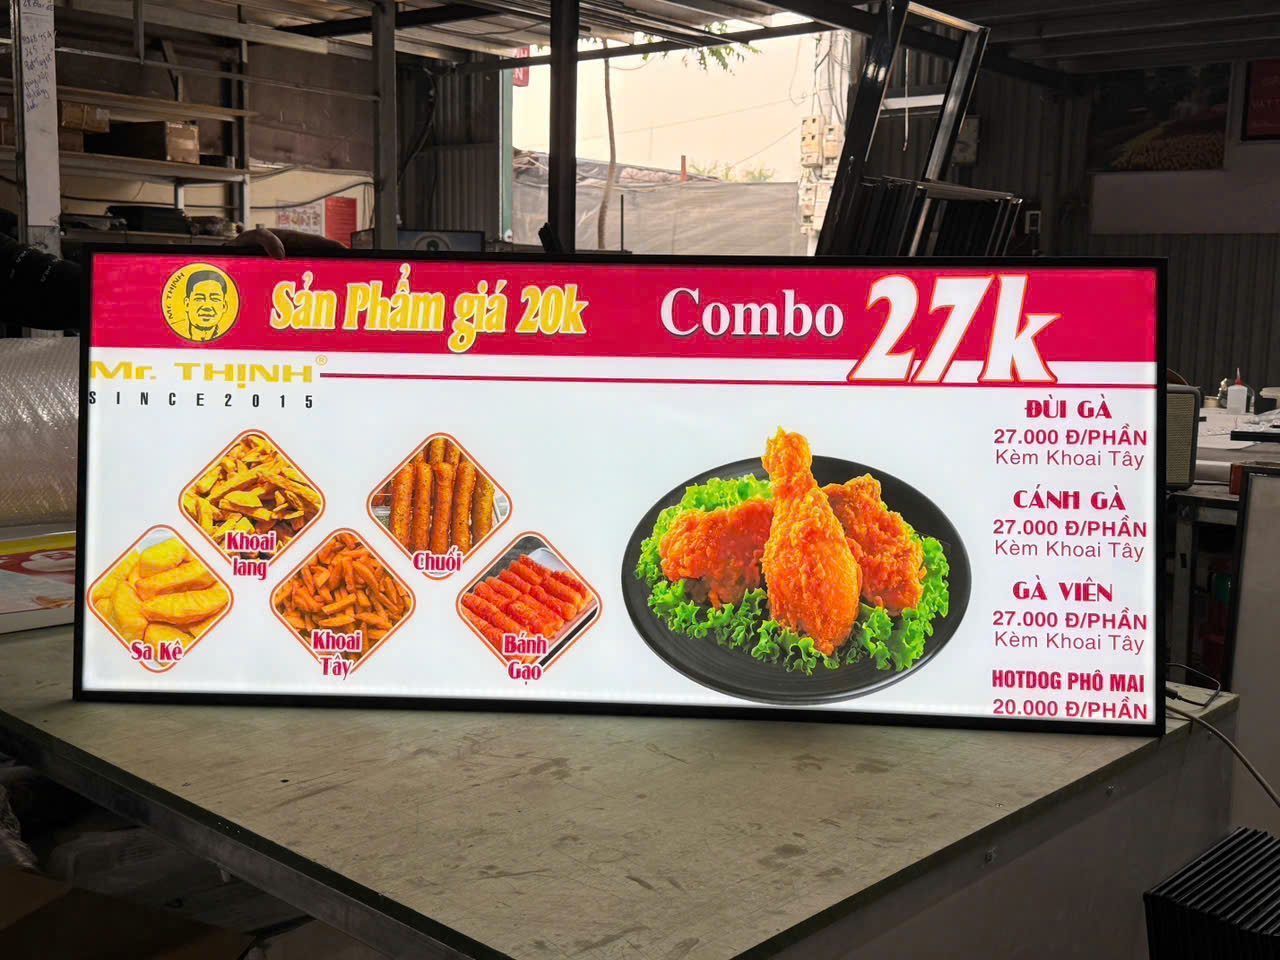 Mr. THỊNH
Sản Phẩm giá 20k
Combo 27k
Mr. THỊNH®
SINCE2015
Khoai
lang
Chuối
Sa Kê
Khoai
Tây
Bánh
Gạo
ĐÙI GÀ
27.000 Đ/PHẦN
Kèm Khoai Tây
CÁNH GÀ
27.000 Đ/PHẦN
Kèm Khoai Tây
GÀ VIÊN
27.000 Đ/PHẦN
Kèm Khoai Tây
HOTDOG PHÔ MAI
20.000 Đ/PHẦN